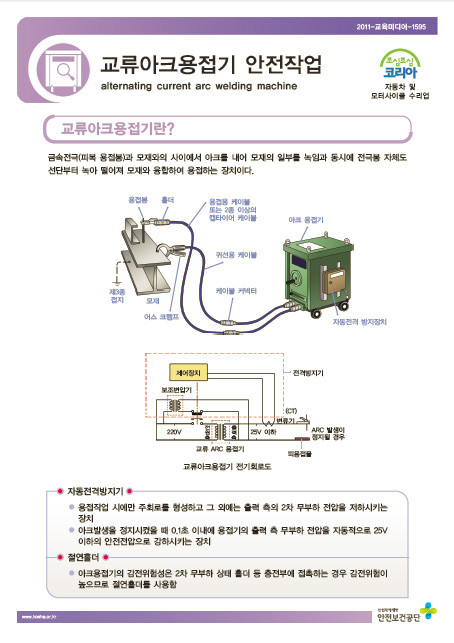 2011-교육미디어-1595
교류아크용접기 안전작업
alternating current arc welding machine
조심조심
코리아
자동차 및
모터사이클 수리업
교류아크용접기란?
금속전극(피복 용접봉)과 모재와의 사이에서 아크를 내어 모재의 일부를 녹임과 동시에 전극봉 자체도
선단부터 녹아 떨어져 모재와 융합하여 용접하는 장치이다.
용접봉
홀더
용접용 케이블
또는 2종 이상의
캡타이어 케이블
아크 용접기
귀선용 케이블
제3종
접지
모재
케이블 커넥터
어스 크램프
자동전격 방지장치
제어장치
전격방지기
보조변압기
(CT)
변류기
220V
25V 이하
ARC 발생이
정지될 경우
교류 ARC 용접기
피용접물
교류아크용접기 전기회로도
자동전격방지기
용접작업 시에만 주회로를 형성하고 그 외에는 출력 측의 2차 무부하 전압을 저하시키는
장치
아크발생을 정지시켰을 때 0.1초 이내에 용접기의 출력 측 무부하 전압을 자동적으로 25V
이하의 안전전압으로 강하시키는 장치
절연홀더
아크용접기의 감전위험성은 2차 무부하 상태 홀더 등 충전부에 접촉하는 경우 감전위험이
높으므로 절연홀더를 사용함
www.kosha.or.kr
안전보건공단